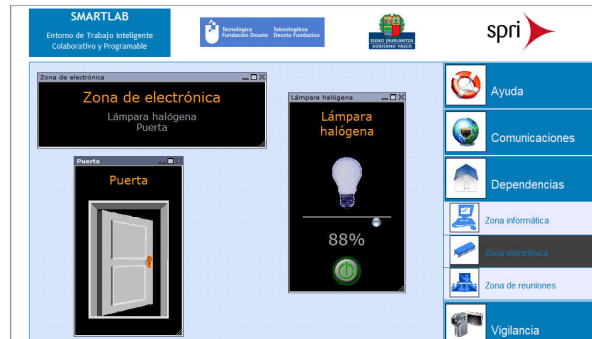 SMARTLAB
Entorno de Trabajo Inteligente
Colaborativo y Programable
Tecnológico Teknologikoa
Fundación Deusto Deustu Fundazioa
EUSKO JAURLARITZA
GOBIERNO VASCO
spri
Zona de electrónica
Zona de electrónica
Lámpara halógena
Puerta
Puerta
Puerta
Lámpara halógena
Lámpara
halógena
88%
Ayuda
Comunicaciones
Dependencias
Zona informática
Zona electrónica
Zona de reuniones
Vigilancia